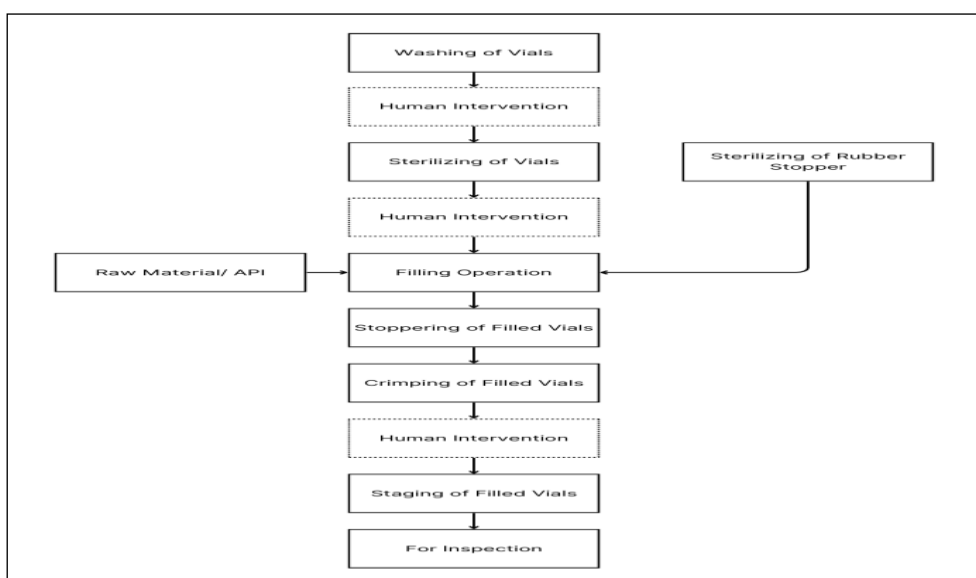 Washing of Vials
Human Intervention
Sterilizing of Vials
Sterilizing of Rubber
Stopper
Human Intervention
Raw Material/ API
Filling Operation
Stoppering of Filled Vials
Crimping of Filled Vials
Human Intervention
Staging of Filled Vials
For Inspection